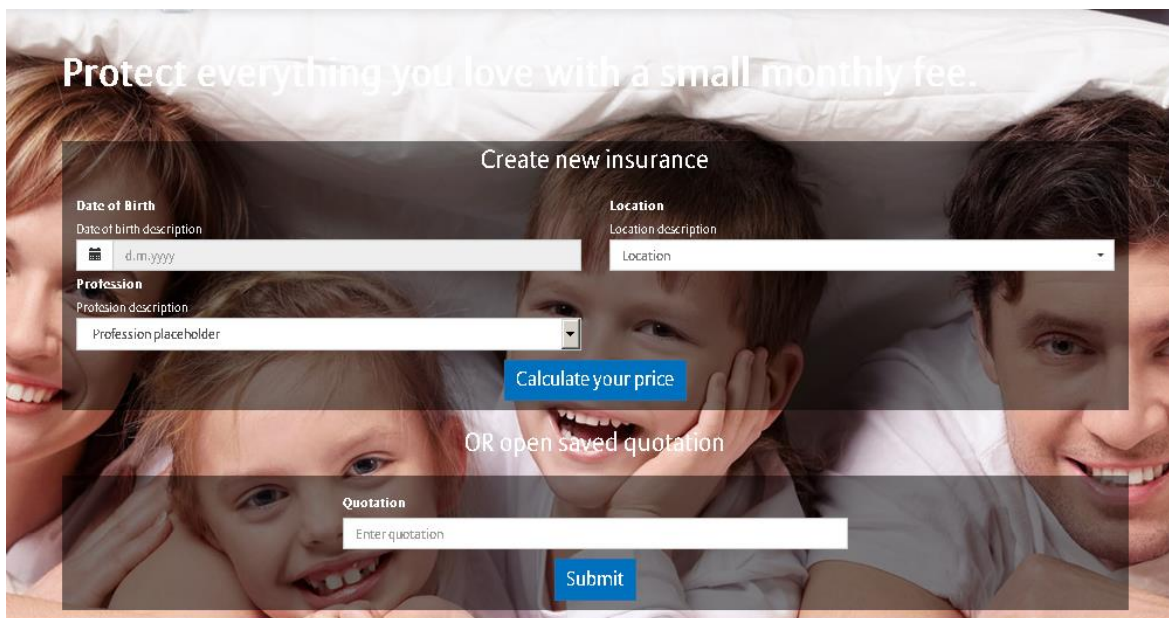 Protect everything you love with a small monthly fee.
Create new insurance
Date of Birth
Date of birth description
d.m.yyyy
Location
Location description
Location
Profession
Profesion description
Profession placeholder
Calculate your price
OR open saved quotation
Quotation
Enter quotation
Submit